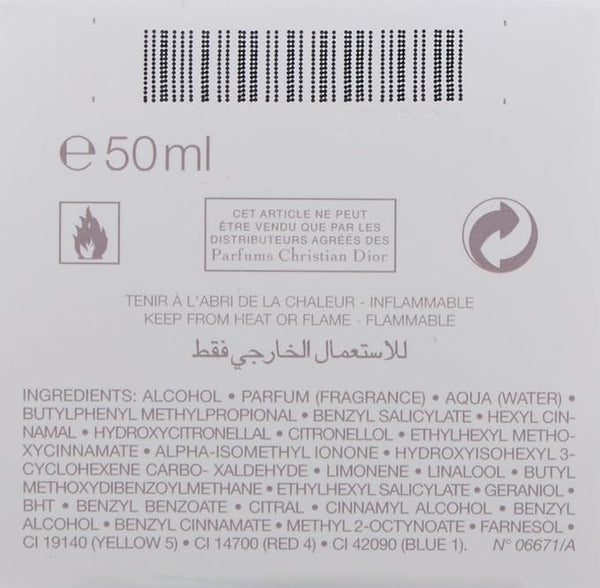 ℮ 50 ml
CET ARTICLE NE PEUT
ÊTRE VENDU QUE PAR LES
DISTRIBUTEURS AGRÉÉS DES
Parfums Christian Dior
TENIR À L'ABRI DE LA CHALEUR - INFLAMMABLE
KEEP FROM HEAT OR FLAME - FLAMMABLE
للاستعمال الخارجي فقط
INGREDIENTS: ALCOHOL • PARFUM (FRAGRANCE) • AQUA (WATER) •
BUTYLPHENYL METHYLPROPIONAL • BENZYL SALICYLATE • HEXYL CIN-
NAMAL • HYDROXYCITRONELLAL • CITRONELLOL • ETHYLHEXYL METHO-
XYCINNAMATE • ALPHA-ISOMETHYL IONONE • HYDROXYISOHEXYL 3-
CYCLOHEXENE CARBO- XALDEHYDE • LIMONENE • LINALOOL • BUTYL
METHOXYDIBENZOYLMETHANE • ETHYLHEXYL SALICYLATE • GERANIOL •
BHT • BENZYL BENZOATE • CITRAL • CINNAMYL ALCOHOL • BENZYL
ALCOHOL • BENZYL CINNAMATE • METHYL 2-OCTYNOATE • FARNESOL •
CI 19140 (YELLOW 5) • CI 14700 (RED 4) • CI 42090 (BLUE 1). N° 06671/A